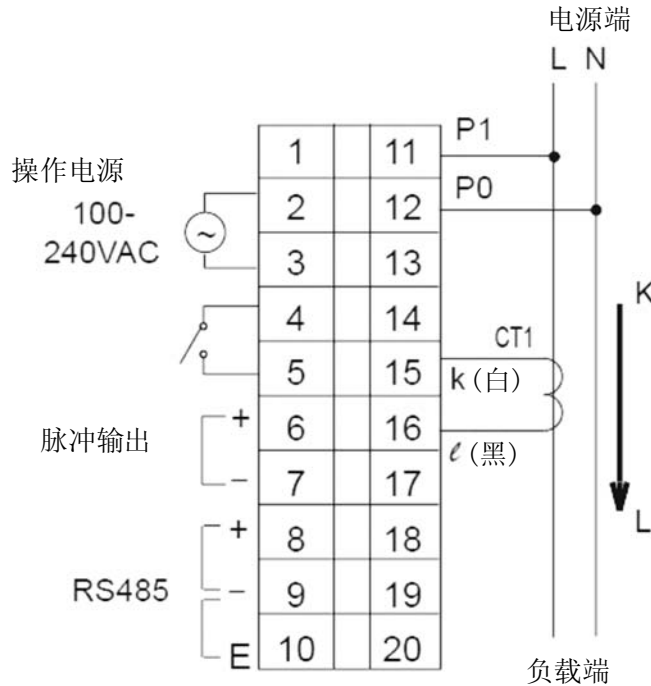 电源端
L N
P1
1 11
操作电源
P0
100-
240VAC
~
2 12
3 13
K
4 14
CT1
5 15
k (白)
脉冲输出
+
6 16
ℓ (黑)
−
7 17
L
+
8 18
RS485
−
9 19
E
10 20
负载端